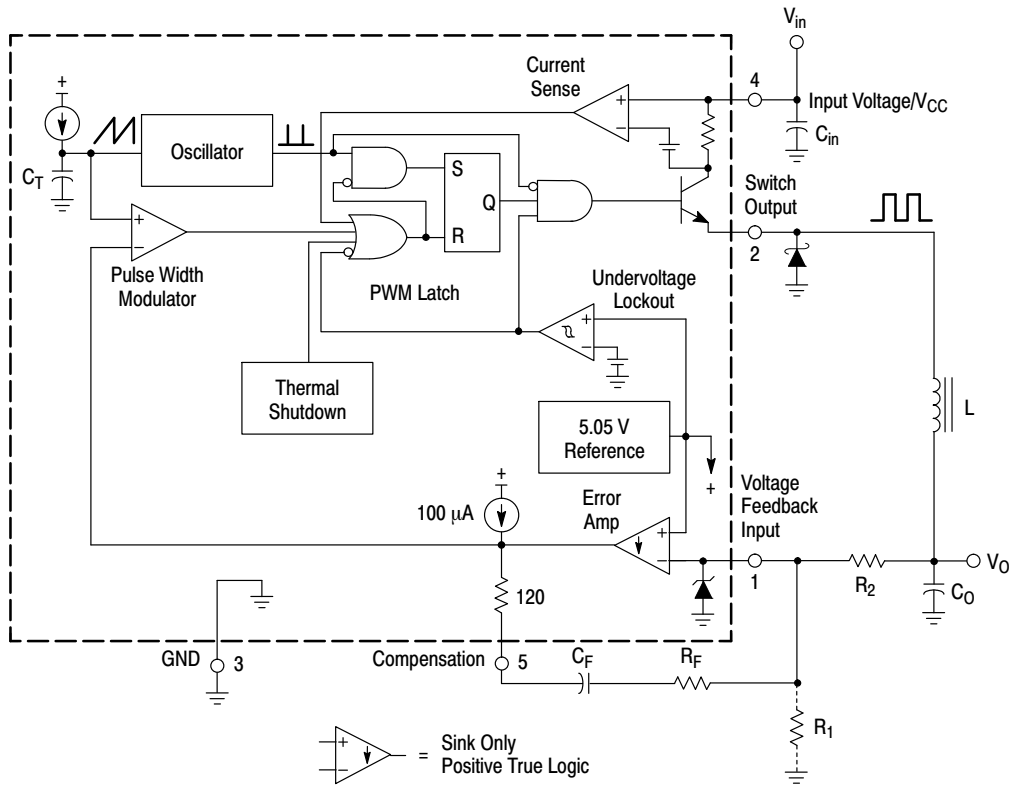 V_in
4
Input Voltage/V_CC
C_in
Current
Sense
+
–
+
C_T
Oscillator
S
Q
R
+
–
Pulse Width
Modulator
PWM Latch
Switch
Output
2
Undervoltage
Lockout
+
–
Thermal
Shutdown
5.05 V
Reference
+
L
+
100 μA
Error
Amp
+
–
Voltage
Feedback
Input
1
R_2
V_O
C_O
120
GND
3
Compensation
5
C_F
R_F
R_1
+
–
= Sink Only
Positive True Logic